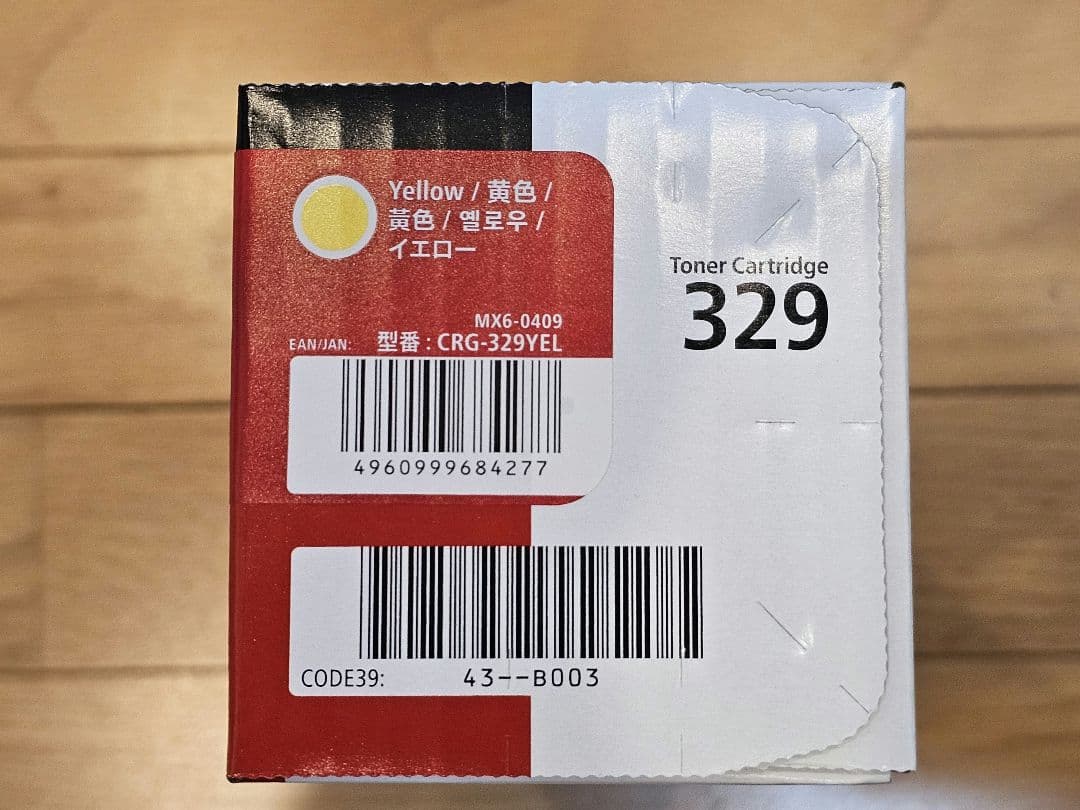 Yellow / 黄色 /
黃色 / 옐로우 /
イエロー
Toner Cartridge
329
MX6-0409
EAN/JAN: 型番 : CRG-329YEL
4960999684277
CODE39: 43--B003